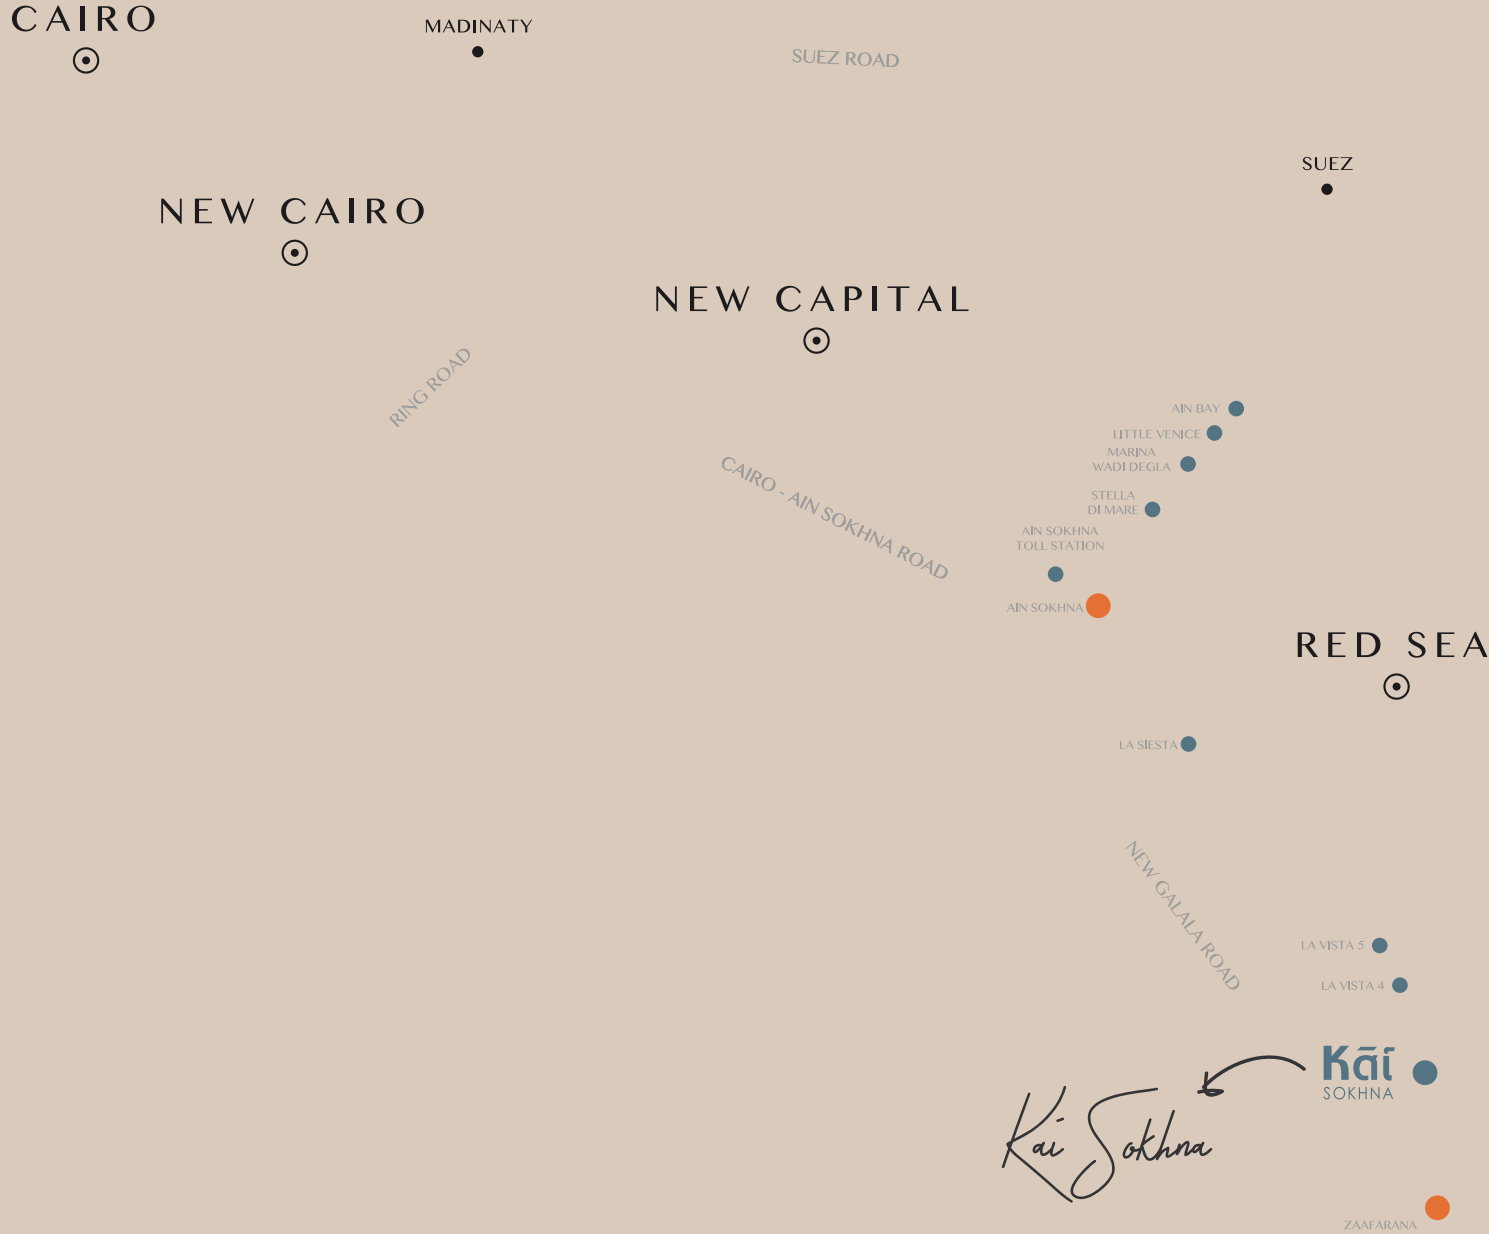 CAIRO
MADINATY
SUEZ ROAD
SUEZ
NEW CAIRO
NEW CAPITAL
RING ROAD
AIN BAY
LITTLE VENICE
MARINA
WADI DEGLA
CAIRO - AIN SOKHNA ROAD
STELLA
DI MARE
AIN SOKHNA
TOLL STATION
AIN SOKHNA
RED SEA
LA SIESTA
NEW GALALA ROAD
LA VISTA 5
LA VISTA 4
Kāi
SOKHNA
Kai Sokhna
ZAAFARANA